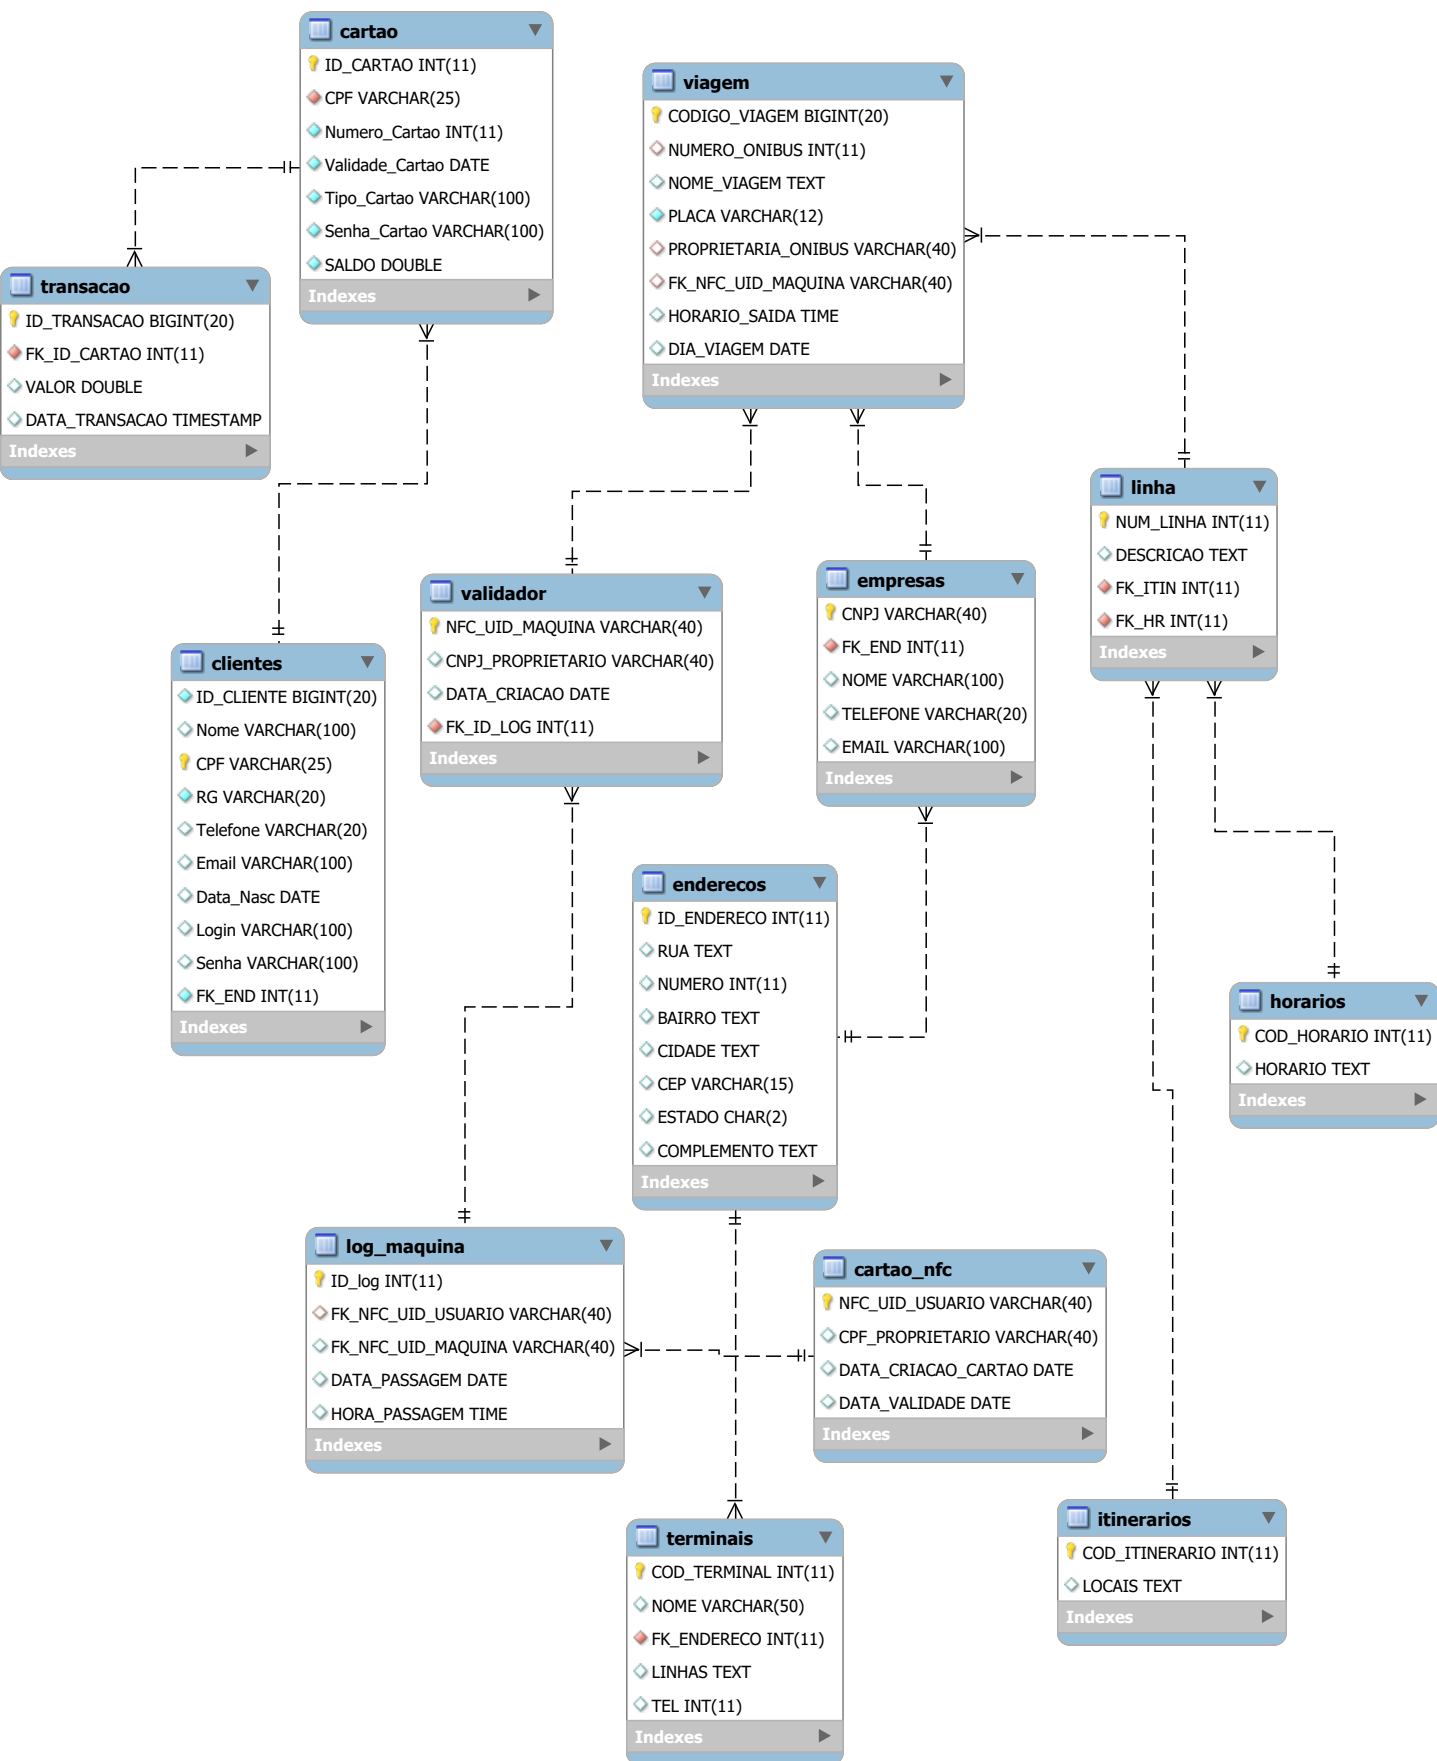 cartao
ID_CARTAO INT(11)
CPF VARCHAR(25)
Numero_Cartao INT(11)
Validade_Cartao DATE
Tipo_Cartao VARCHAR(100)
Senha_Cartao VARCHAR(100)
SALDO DOUBLE
Indexes
viagem
CODIGO_VIAGEM BIGINT(20)
NUMERO_ONIBUS INT(11)
NOME_VIAGEM TEXT
PLACA VARCHAR(12)
PROPRIETARIA_ONIBUS VARCHAR(40)
FK_NFC_UID_MAQUINA VARCHAR(40)
HORARIO_SAIDA TIME
DIA_VIAGEM DATE
Indexes
transacao
ID_TRANSACAO BIGINT(20)
FK_ID_CARTAO INT(11)
VALOR DOUBLE
DATA_TRANSACAO TIMESTAMP
Indexes
linha
NUM_LINHA INT(11)
DESCRICAO TEXT
FK_ITIN INT(11)
FK_HR INT(11)
Indexes
validador
NFC_UID_MAQUINA VARCHAR(40)
CNPJ_PROPRIETARIO VARCHAR(40)
DATA_CRIACAO DATE
FK_ID_LOG INT(11)
Indexes
empresas
CNPJ VARCHAR(40)
FK_END INT(11)
NOME VARCHAR(100)
TELEFONE VARCHAR(20)
EMAIL VARCHAR(100)
Indexes
clientes
ID_CLIENTE BIGINT(20)
Nome VARCHAR(100)
CPF VARCHAR(25)
RG VARCHAR(20)
Telefone VARCHAR(20)
Email VARCHAR(100)
Data_Nasc DATE
Login VARCHAR(100)
Senha VARCHAR(100)
FK_END INT(11)
Indexes
enderecos
ID_ENDERECO INT(11)
RUA TEXT
NUMERO INT(11)
BAIRRO TEXT
CIDADE TEXT
CEP VARCHAR(15)
ESTADO CHAR(2)
COMPLEMENTO TEXT
Indexes
horarios
COD_HORARIO INT(11)
HORARIO TEXT
Indexes
log_maquina
ID_log INT(11)
FK_NFC_UID_USUARIO VARCHAR(40)
FK_NFC_UID_MAQUINA VARCHAR(40)
DATA_PASSAGEM DATE
HORA_PASSAGEM TIME
Indexes
cartao_nfc
NFC_UID_USUARIO VARCHAR(40)
CPF_PROPRIETARIO VARCHAR(40)
DATA_CRIACAO_CARTAO DATE
DATA_VALIDADE DATE
Indexes
itinerarios
COD_ITINERARIO INT(11)
LOCAIS TEXT
Indexes
terminais
COD_TERMINAL INT(11)
NOME VARCHAR(50)
FK_ENDERECO INT(11)
LINHAS TEXT
TEL INT(11)
Indexes